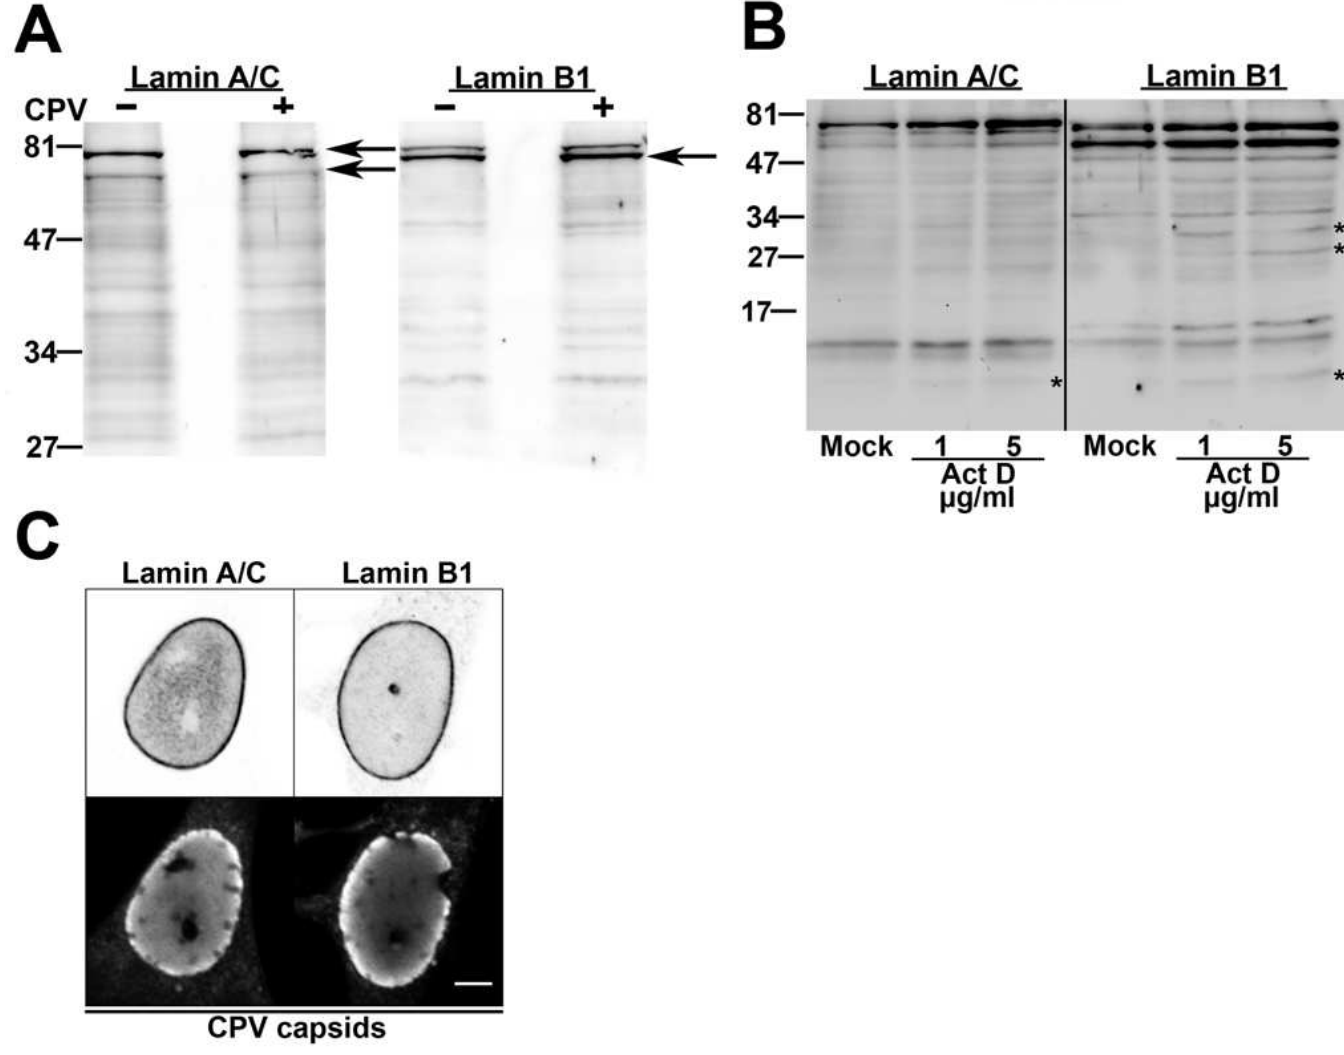 A
Lamin A/C Lamin B1
CPV − + − +
81
47
34
27
B
Lamin A/C Lamin B1
81
47
34
27
17
*
*
*
*
Mock 1 5 Mock 1 5
Act D Act D
µg/ml µg/ml
C
Lamin A/C Lamin B1
CPV capsids